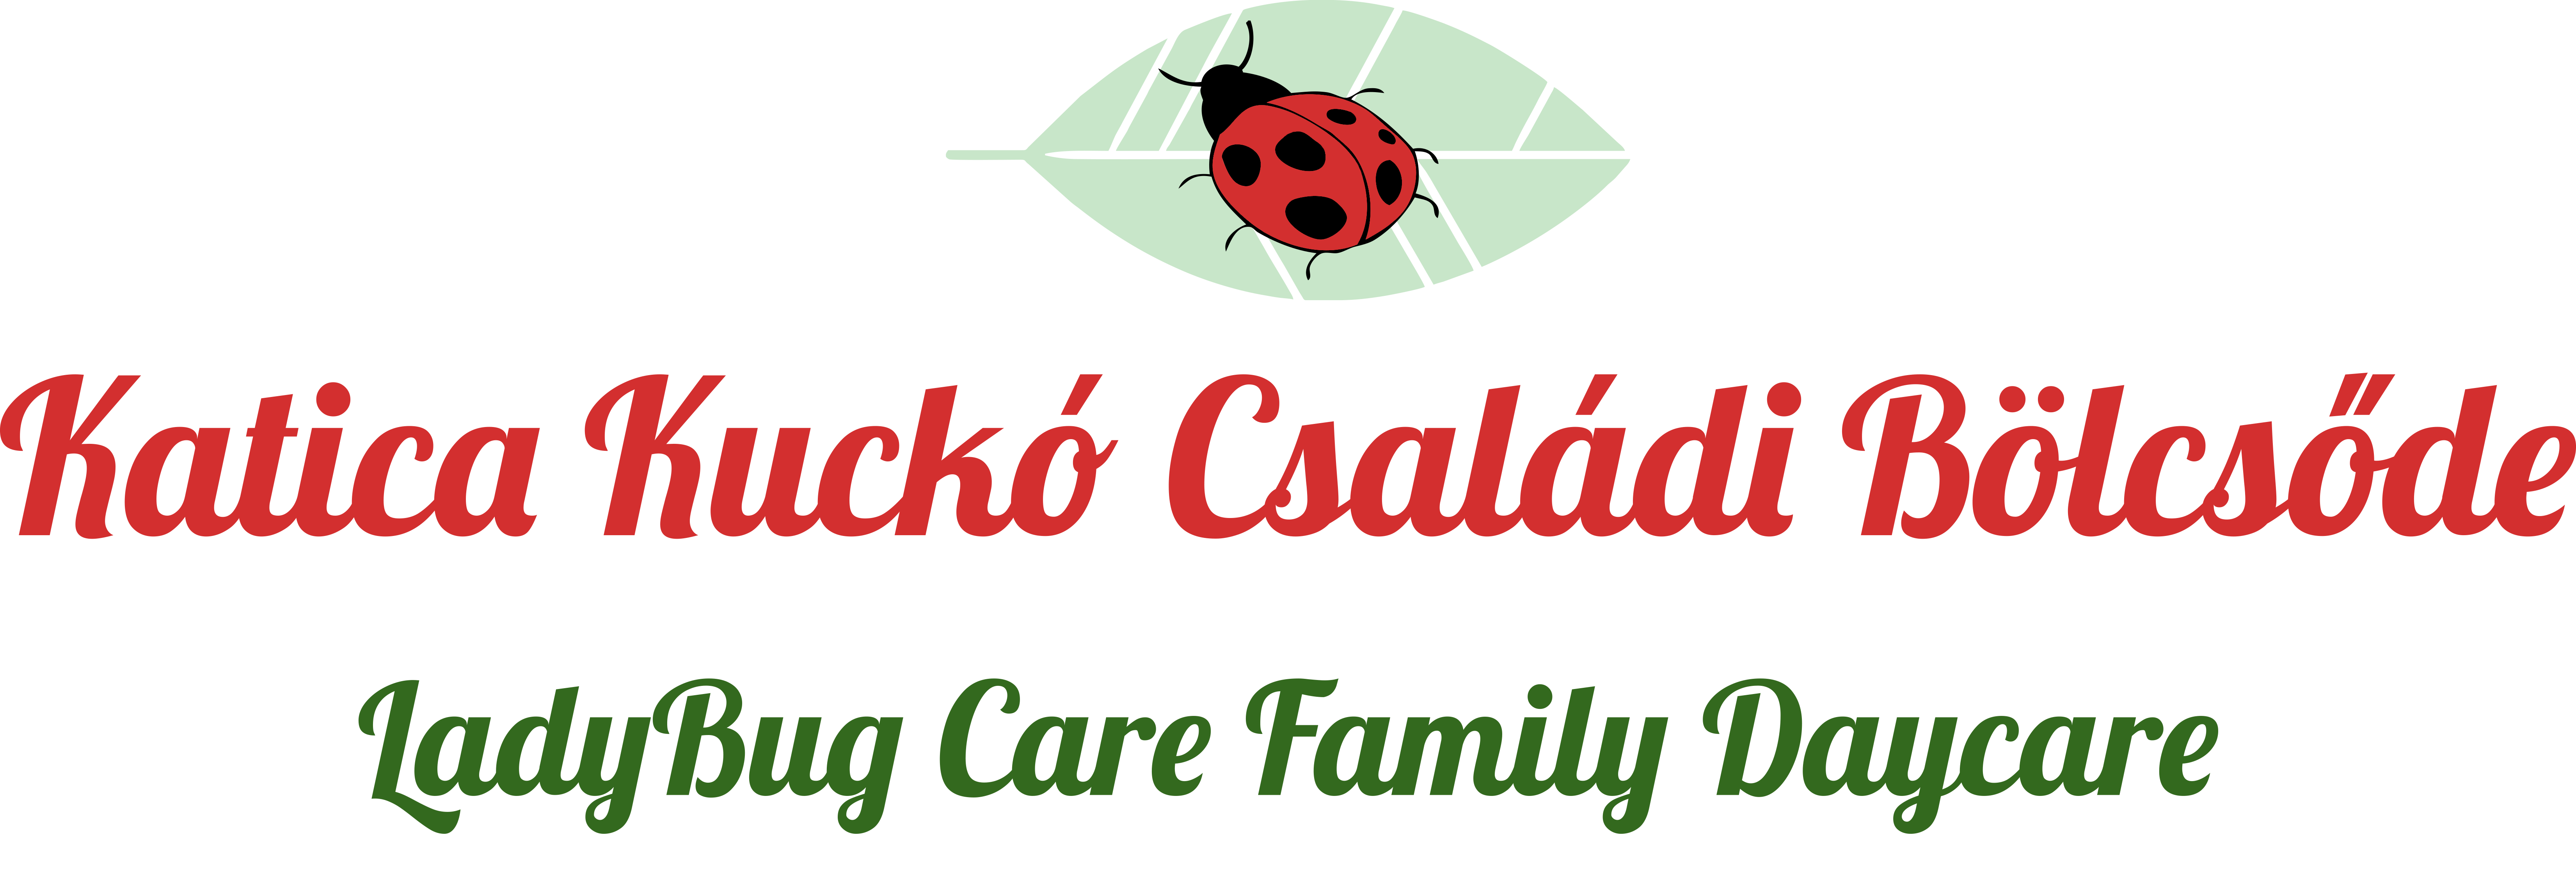 Katica Kuckó Családi Bölcsőde
LadyBug Care Family Daycare